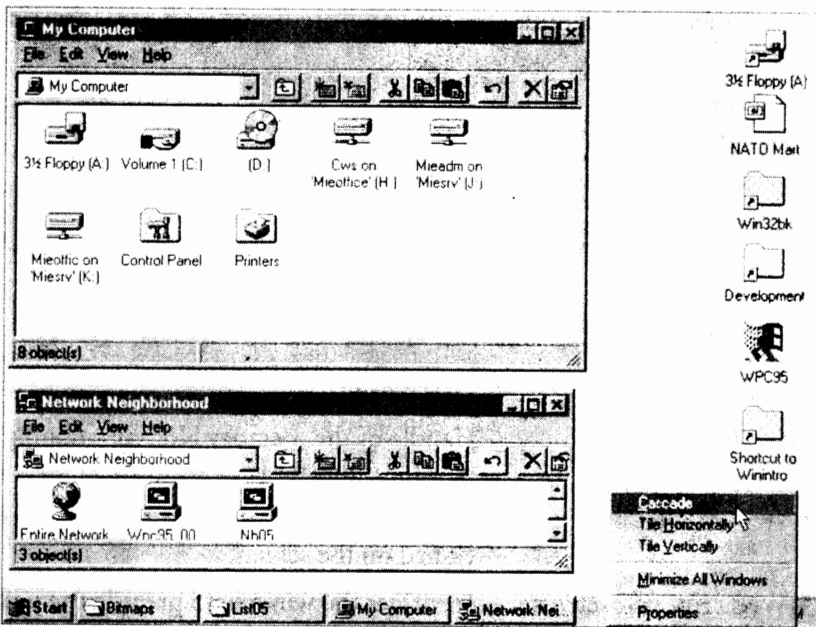 My Computer
File Edit View Help
My Computer
3½ Floppy (A:) Volume 1 (C:) (D:) Cws on 'Mieoffice' (H:) Mieadm on 'Miesrv' (J:)
Mieoffic on 'Miesrv' (K:) Control Panel Printers
8 object(s)
Network Neighborhood
File Edit View Help
Network Neighborhood
Entire Network Wpc95_00 Nb05
3 object(s)
3½ Floppy (A)
NATO Mart
Win32bk
Development
WPC95
Shortcut to
Winintro
Cascade
Tile Horizontally
Tile Vertically
Minimize All Windows
Properties
Start Bitmaps List05 My Computer Network Nei...